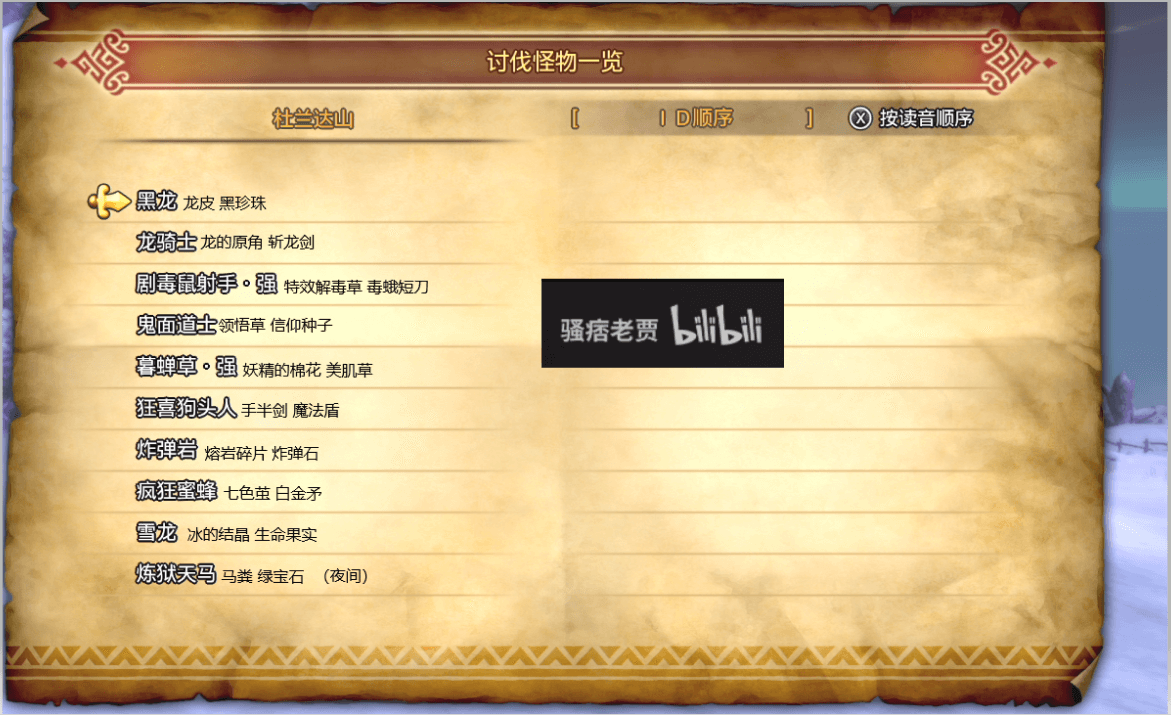 讨伐怪物一览
杜兰达山 [ ID顺序 ] Ⓧ 按读音顺序
黑龙 龙皮 黑珍珠
龙骑士 龙的原角 斩龙剑
剧毒鼠射手·强 特效解毒草 毒蛾短刀
鬼面道士 领悟草 信仰种子
暮蝉草·强 妖精的棉花 美肌草
狂喜狗头人 手半剑 魔法盾
炸弹岩 熔岩碎片 炸弹石
疯狂蜜蜂 七色茧 白金矛
雪龙 冰的结晶 生命果实
炼狱天马 马粪 绿宝石 （夜间）
骚痞老贾 bilibili